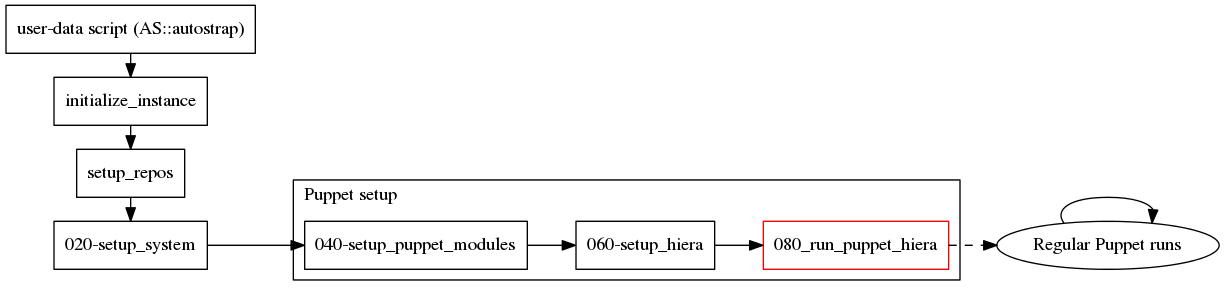 user-data script (AS::autostrap)
initialize_instance
setup_repos
020-setup_system
Puppet setup
040-setup_puppet_modules
060-setup_hiera
080_run_puppet_hiera
Regular Puppet runs